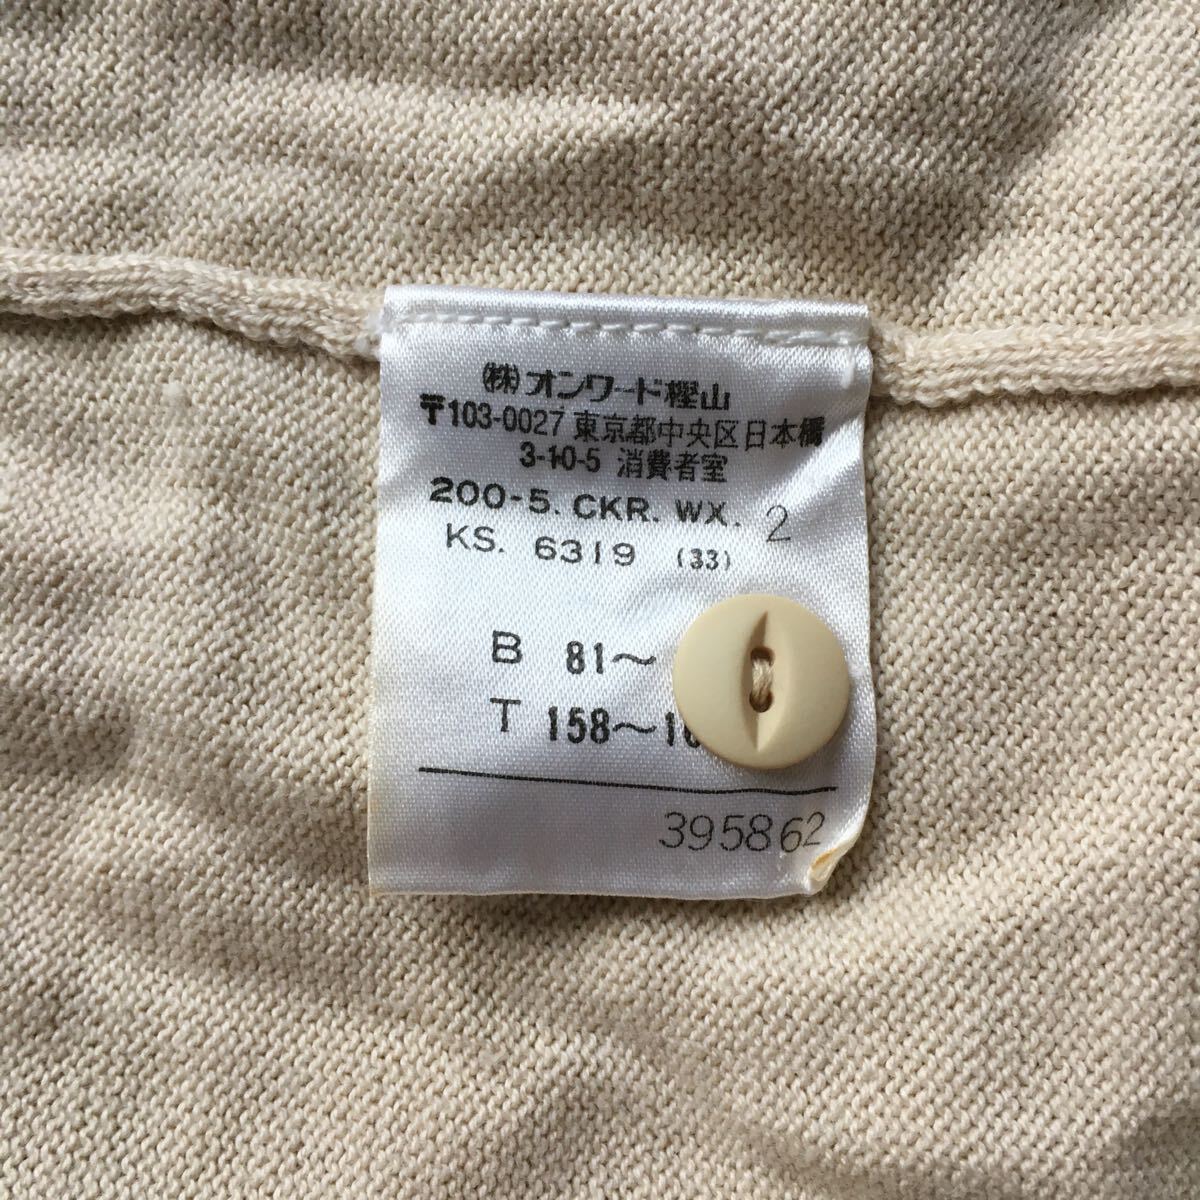 (株)オンワード樫山
〒103-0027 東京都中央区日本橋
3-10-5 消費者室
200-5. CKR. WX. 2
KS. 6319 (33)
B 81～
T 158～
395862